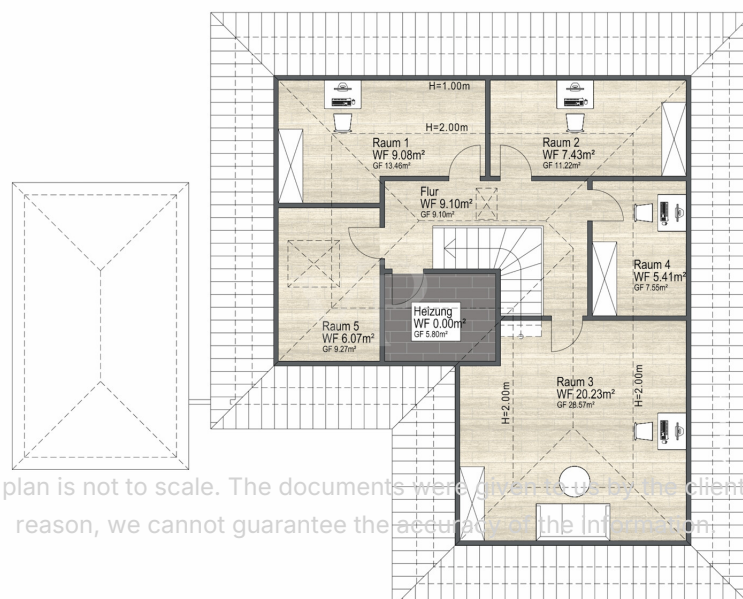 H=1.00m
H=2.00m
Raum 1
WF 9.08m²
GF 13.46m²
Raum 2
WF 7.43m²
GF 11.22m²
Flur
WF 9.10m²
GF 9.10m²
Raum 4
WF 5.41m²
GF 7.55m²
Heizung
WF 0.00m²
GF 5.80m²
Raum 5
WF 6.07m²
GF 9.27m²
Raum 3
WF 20.23m²
GF 28.57m²
H=2.00m
H=2.00m
plan is not to scale. The documents were given to us by the client
reason, we cannot guarantee the accuracy of the information.